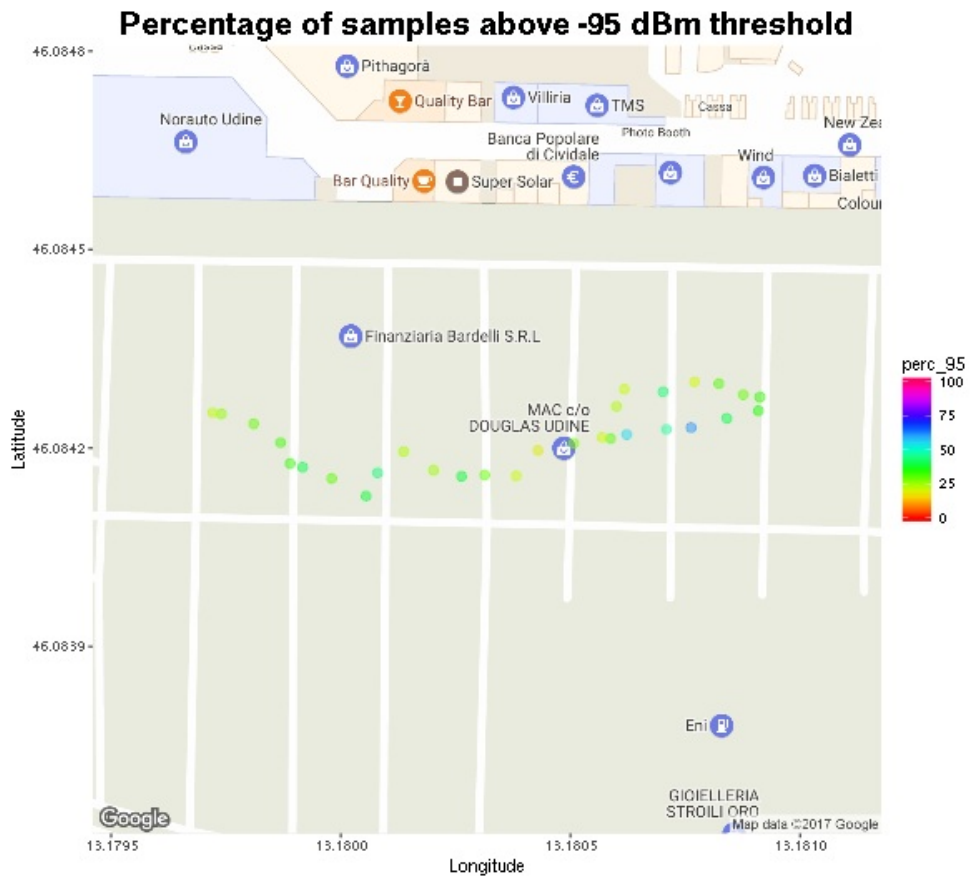 Percentage of samples above -95 dBm threshold
46.0848
Cassa
Pithagorà
Quality Bar
Villiria
TMS
Cassa
Norauto Udine
Photo Booth
New Zea
Banca Popolare
di Cividale
Wind
Bar Quality
Super Solar
€
Bialetti
Colour
46.0845
Finanziaria Bardelli S.R.L
perc_95
100
75
50
25
0
MAC c/o
DOUGLAS UDINE
Latitude
46.0842
46.0839
Eni
GIOIELLERIA
STROILI ORO
Google
Map data ©2017 Google
13.1795
13.1800
13.1805
13.1810
Longitude